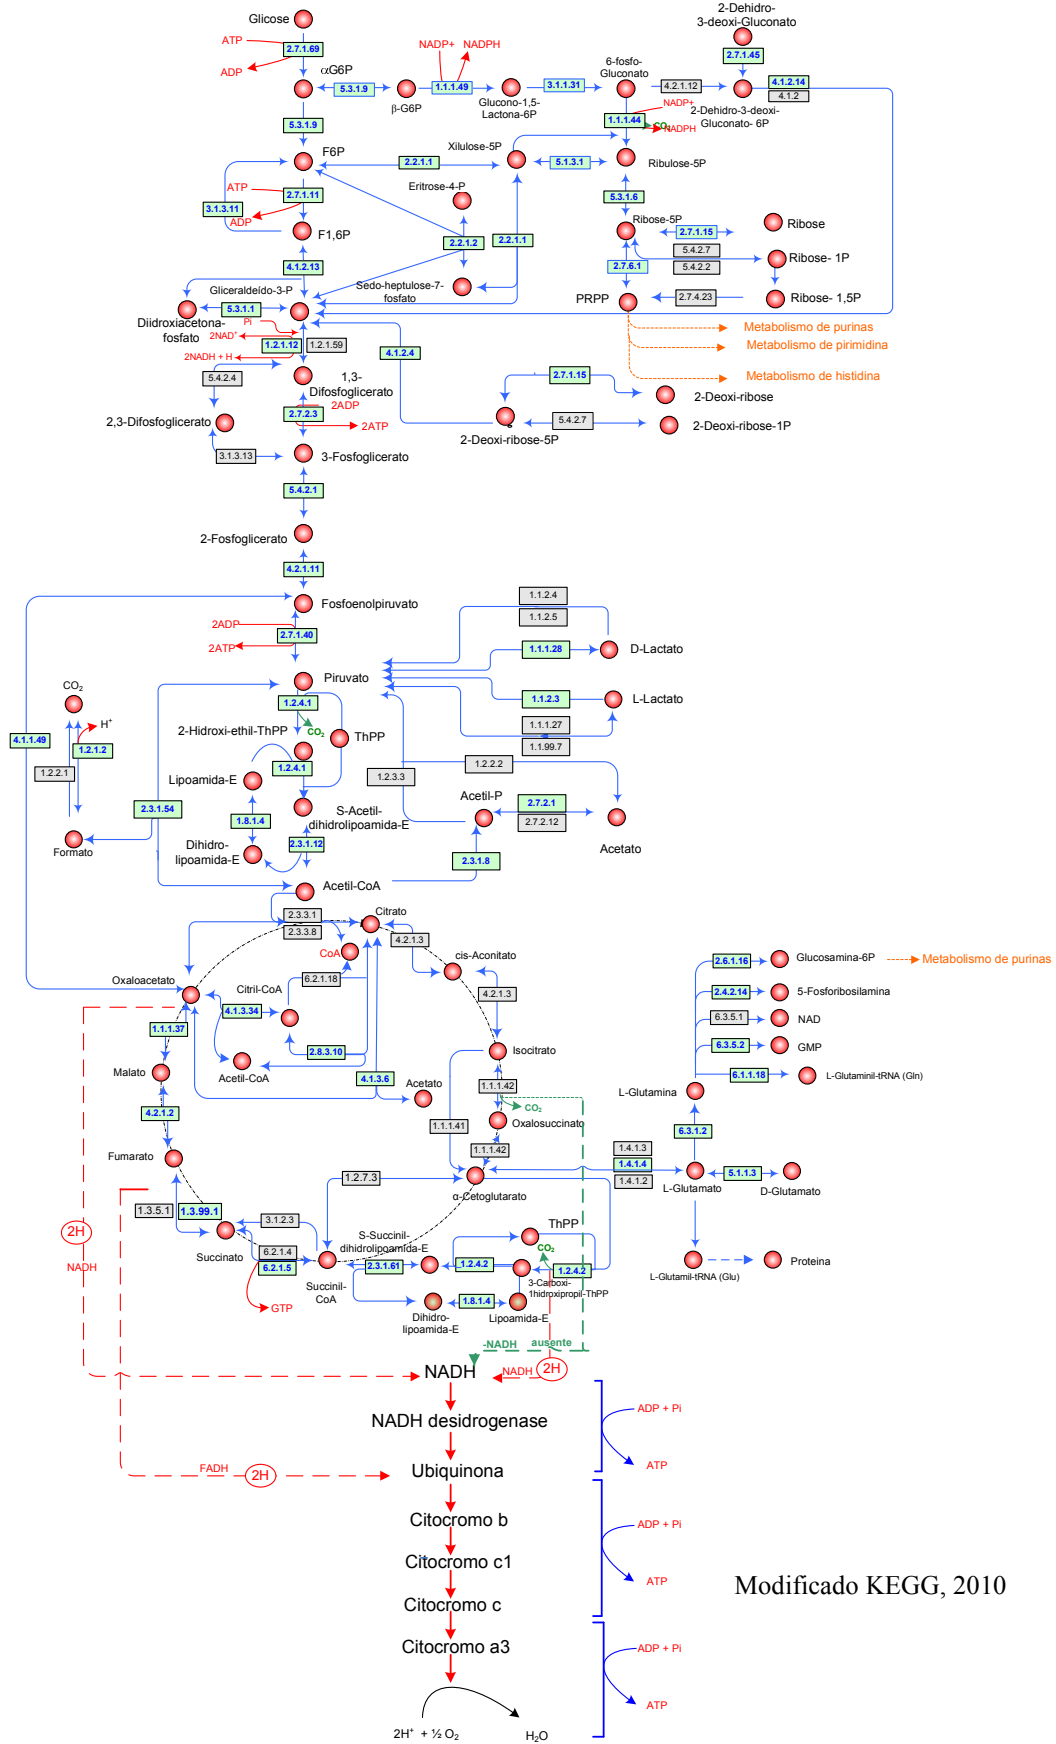 Glicose
2-Dehidro-
3-deoxi-Gluconato
ATP
2.7.1.69
ADP
αG6P
NADP+
NADPH
5.3.1.9
β-G6P
1.1.1.49
Glucono-1,5-
Lactona-6P
3.1.1.31
6-fosfo-
Gluconato
4.2.1.12
2.7.1.45
4.1.2.14
4.1.2
2-Dehidro-3-deoxi-
Gluconato- 6P
NADP+
1.1.1.44
CO₂
NADPH
5.3.1.9
F6P
2.2.1.1
Xilulose-5P
5.1.3.1
Ribulose-5P
ATP
2.7.1.11
3.1.3.11
ADP
F1,6P
Eritrose-4-P
2.2.1.2
2.2.1.1
5.3.1.6
Ribose-5P
2.7.1.15
Ribose
5.4.2.7
5.4.2.2
Ribose- 1P
4.1.2.13
Gliceraldeído-3-P
Sedo-heptulose-7-
fosfato
2.7.6.1
PRPP
2.7.4.23
Ribose- 1,5P
5.3.1.1
Diidroxiacetona-
fosfato
Pi
2NAD⁺
1.2.1.12
1.2.1.59
2NADH + H
4.1.2.4
Metabolismo de purinas
Metabolismo de pirimidina
Metabolismo de histidina
5.4.2.4
1,3-
Difosfoglicerato
2ADP
2.7.2.3
2ATP
2,3-Difosfoglicerato
3.1.3.13
3-Fosfoglicerato
2.7.1.15
2-Deoxi-ribose
5.4.2.7
2-Deoxi-ribose-5P
2-Deoxi-ribose-1P
5.4.2.1
2-Fosfoglicerato
4.2.1.11
Fosfoenolpiruvato
2ADP
2.7.1.40
2ATP
1.1.2.4
1.1.2.5
1.1.1.28
D-Lactato
Piruvato
1.1.2.3
L-Lactato
1.1.1.27
1.1.99.7
CO₂
H⁺
4.1.1.49
1.2.1.2
1.2.2.1
1.2.4.1
CO₂
2-Hidroxi-ethil-ThPP
ThPP
1.2.4.1
Lipoamida-E
1.2.3.3
1.2.2.2
2.3.1.54
Formato
1.8.1.4
S-Acetil-
dihidrolipoamida-E
Dihidro-
lipoamida-E
2.3.1.12
Acetil-P
2.7.2.1
2.7.2.12
Acetato
2.3.1.8
Acetil-CoA
2.3.3.1
2.3.3.8
Citrato
CoA
4.2.1.3
cis-Aconitato
6.2.1.18
Oxaloacetato
Citril-CoA
4.1.3.34
4.2.1.3
1.1.1.37
2.8.3.10
Acetil-CoA
Malato
4.1.3.6
Acetato
Isocitrato
1.1.1.42
CO₂
Oxalosuccinato
1.1.1.41
1.1.1.42
4.2.1.2
Fumarato
2.6.1.16
Glucosamina-6P
Metabolismo de purinas
2.4.2.14
5-Fosforibosilamina
6.3.5.1
NAD
6.3.5.2
GMP
6.1.1.18
L-Glutaminil-tRNA (Gln)
L-Glutamina
6.3.1.2
1.4.1.3
1.4.1.4
1.4.1.2
L-Glutamato
5.1.1.3
D-Glutamato
L-Glutamil-tRNA (Glu)
Proteina
1.2.7.3
α-Cetoglutarato
1.3.5.1
1.3.99.1
3.1.2.3
Succinato
6.2.1.4
6.2.1.5
GTP
Succinil-
CoA
S-Succinil-
dihidrolipoamida-E
2.3.1.61
1.2.4.2
ThPP
CO₂
1.2.4.2
3-Carboxi-
1hidroxipropil-ThPP
Dihidro-
lipoamida-E
1.8.1.4
Lipoamida-E
2H
NADH
-NADH
ausente
NADH
NADH
2H
NADH desidrogenase
ADP + Pi
ATP
FADH
2H
Ubiquinona
Citocromo b
ADP + Pi
Citocromo c1
ATP
Citocromo c
Modificado KEGG, 2010
Citocromo a3
ADP + Pi
ATP
2H⁺ + ½ O₂
H₂O